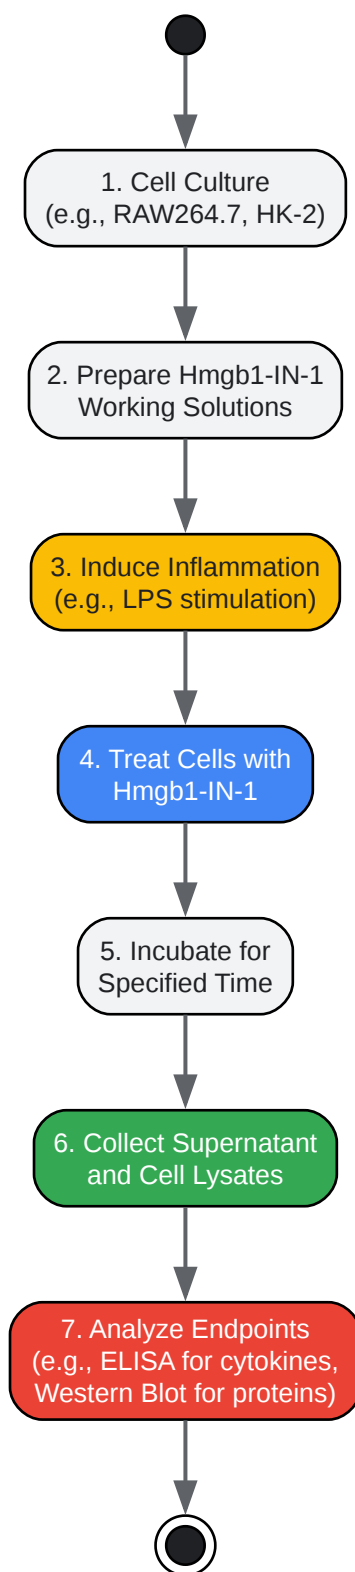 1. Cell Culture
(e.g., RAW264.7, HK-2)
2. Prepare Hmgb1-IN-1
Working Solutions
3. Induce Inflammation
(e.g., LPS stimulation)
4. Treat Cells with
Hmgb1-IN-1
5. Incubate for
Specified Time
6. Collect Supernatant
and Cell Lysates
7. Analyze Endpoints
(e.g., ELISA for cytokines,
Western Blot for proteins)